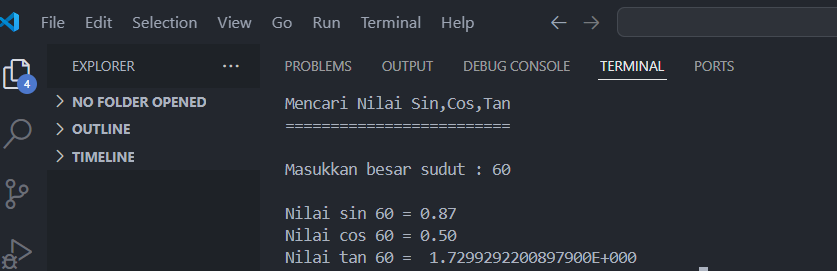 File Edit Selection View Go Run Terminal Help
EXPLORER ...
PROBLEMS OUTPUT DEBUG CONSOLE TERMINAL PORTS
4
NO FOLDER OPENED
OUTLINE
TIMELINE
Mencari Nilai Sin,Cos,Tan
=========================
Masukkan besar sudut : 60
Nilai sin 60 = 0.87
Nilai cos 60 = 0.50
Nilai tan 60 =  1.7299292200897900E+000